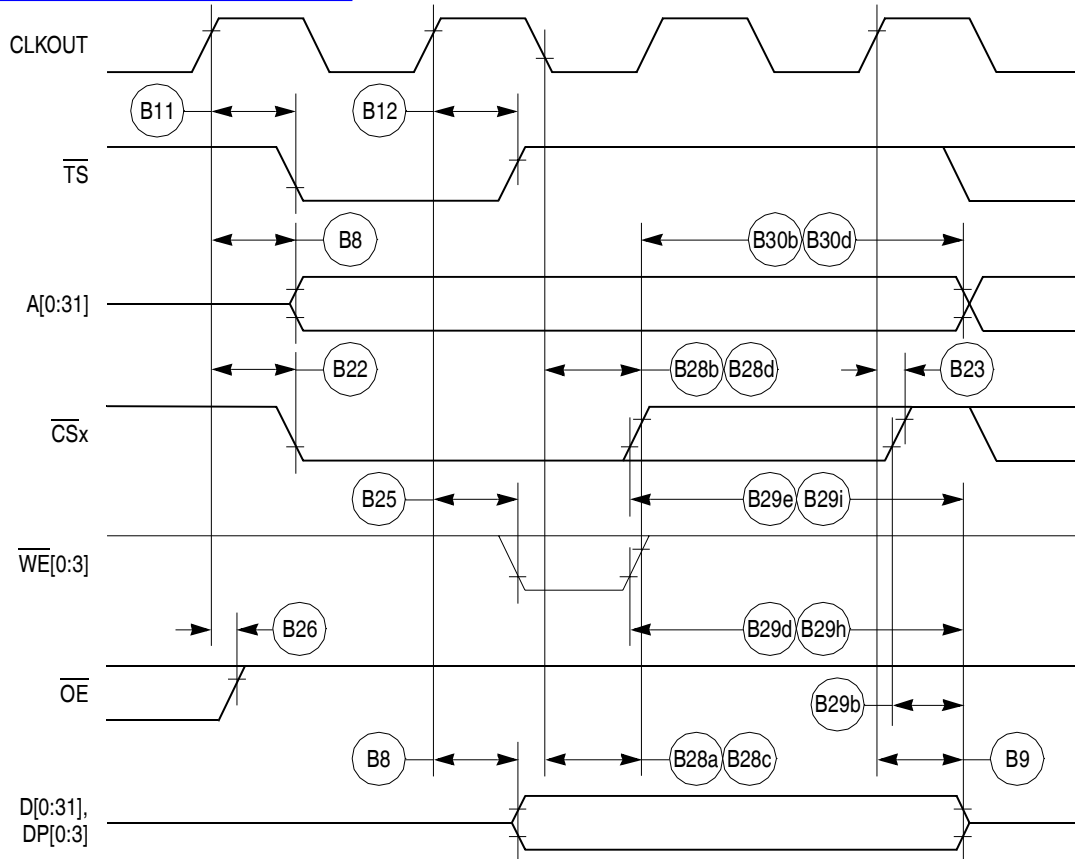 CLKOUT
B11
B12
TS
B8
B30b B30d
A[0:31]
B22
B28b B28d
B23
CSx
B25
B29e B29i
WE[0:3]
B26
B29d B29h
OE
B29b
B8
B28a B28c
B9
D[0:31],
DP[0:3]